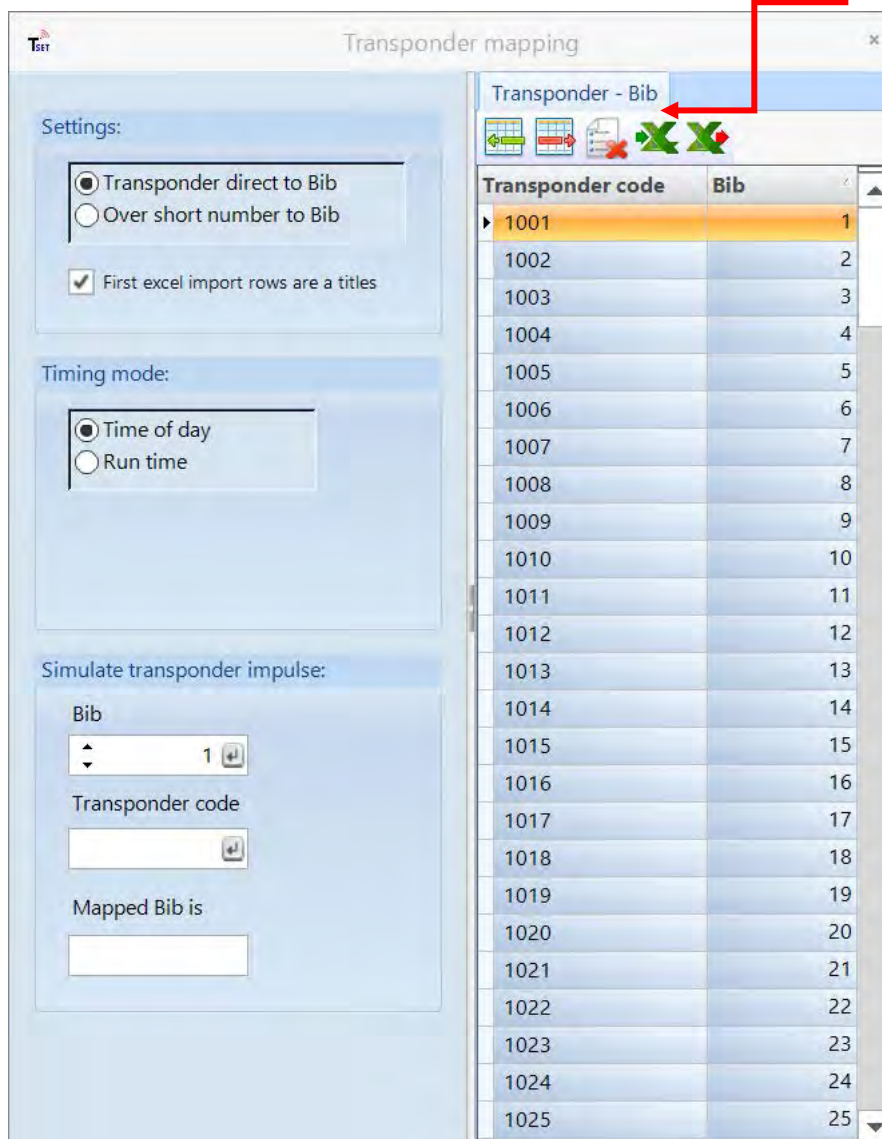 TSET
Transponder mapping
Settings:
Transponder direct to Bib
Over short number to Bib
First excel import rows are a titles
Timing mode:
Time of day
Run time
Simulate transponder impulse:
Bib
1
Transponder code
Mapped Bib is
Transponder - Bib
Transponder code Bib
1001 1
1002 2
1003 3
1004 4
1005 5
1006 6
1007 7
1008 8
1009 9
1010 10
1011 11
1012 12
1013 13
1014 14
1015 15
1016 16
1017 17
1018 18
1019 19
1020 20
1021 21
1022 22
1023 23
1024 24
1025 25